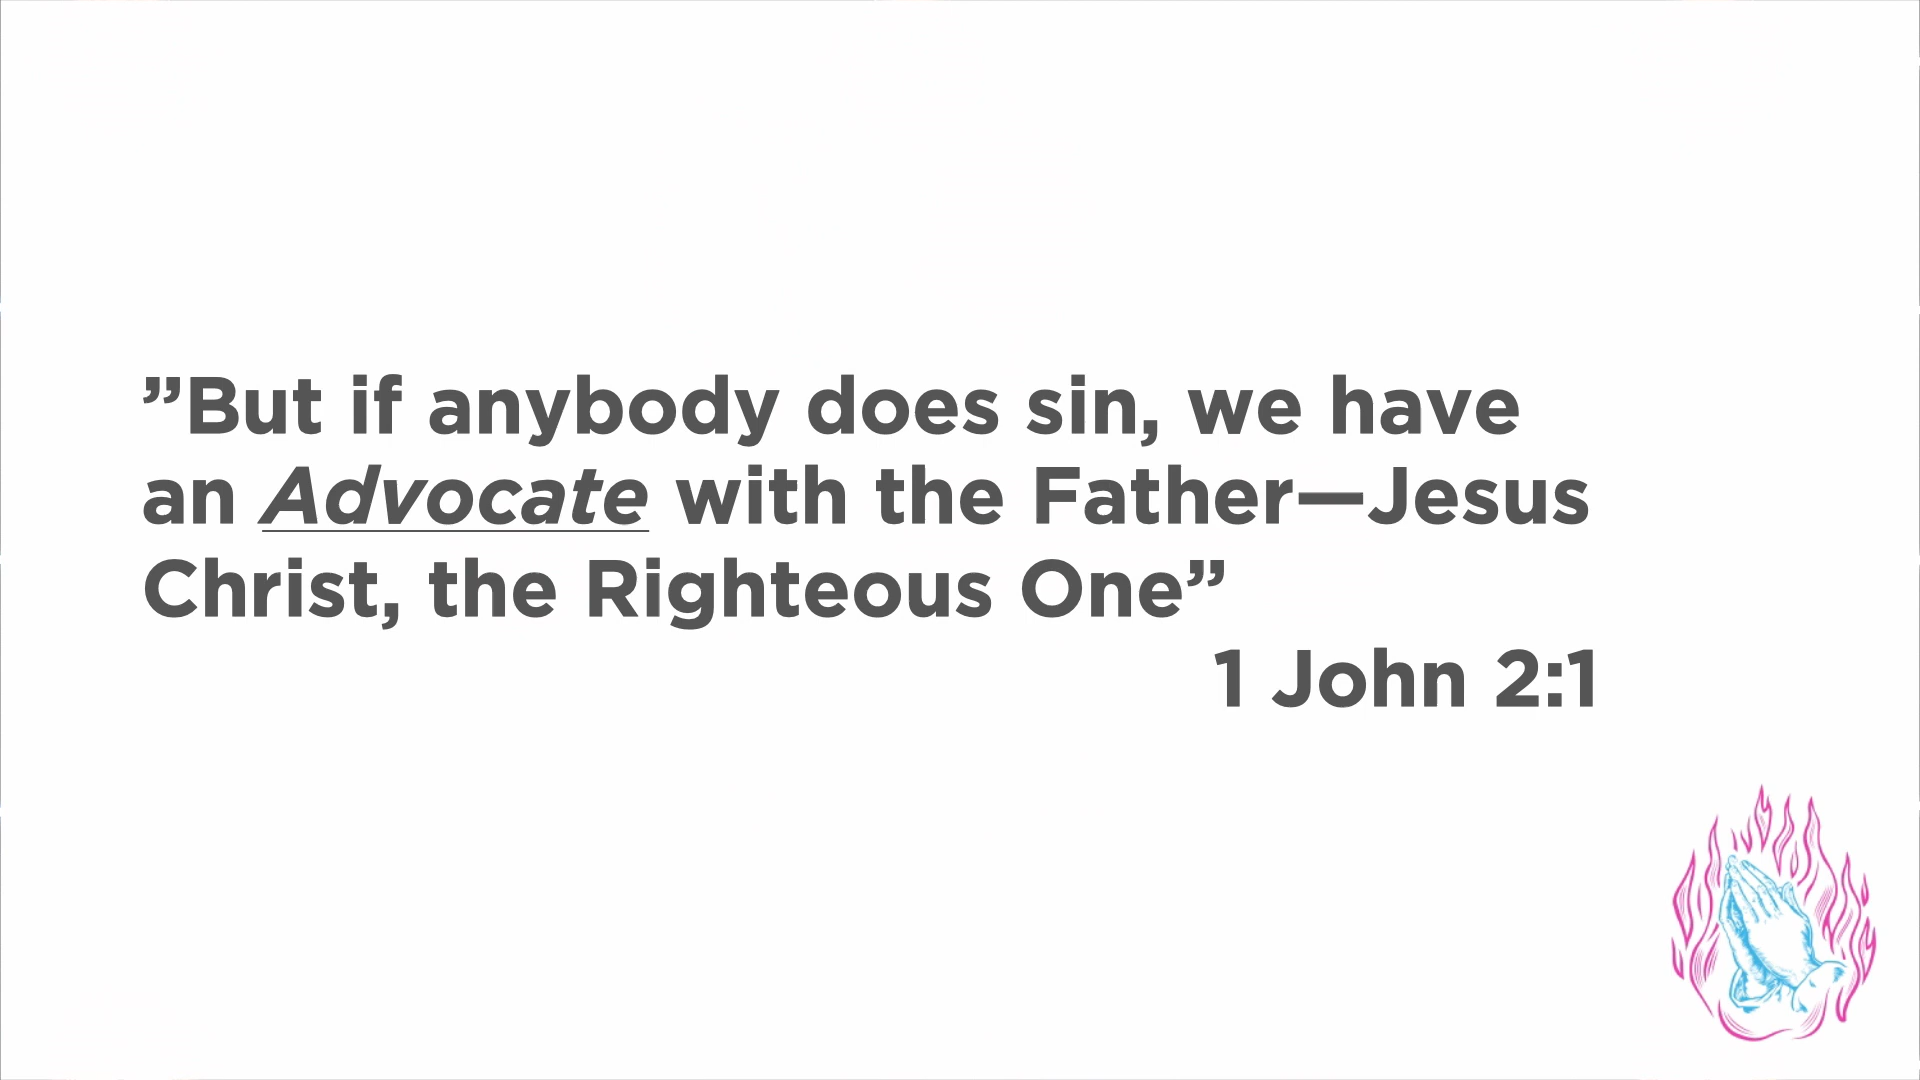 ”But if anybody does sin, we have
an Advocate with the Father—Jesus
Christ, the Righteous One”
1 John 2:1